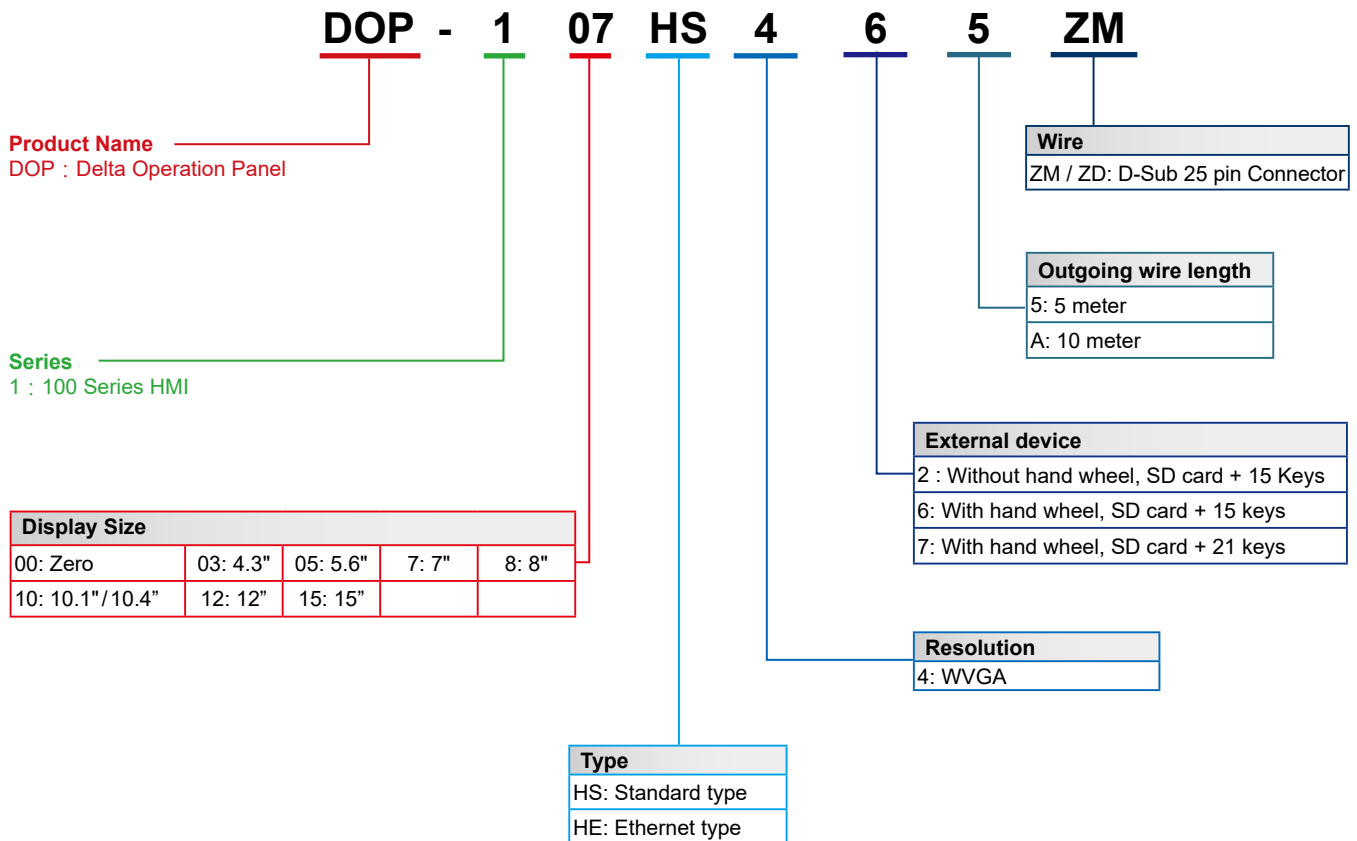 DOP - 1 07 HS 4 6 5 ZM
Product Name
DOP : Delta Operation Panel
Wire
ZM / ZD: D-Sub 25 pin Connector
Outgoing wire length
5: 5 meter
A: 10 meter
Series
1 : 100 Series HMI
External device
2 : Without hand wheel, SD card + 15 Keys
6: With hand wheel, SD card + 15 keys
7: With hand wheel, SD card + 21 keys
Display Size
00: Zero 03: 4.3" 05: 5.6" 7: 7" 8: 8"
10: 10.1"/10.4” 12: 12” 15: 15”
Resolution
4: WVGA
Type
HS: Standard type
HE: Ethernet type